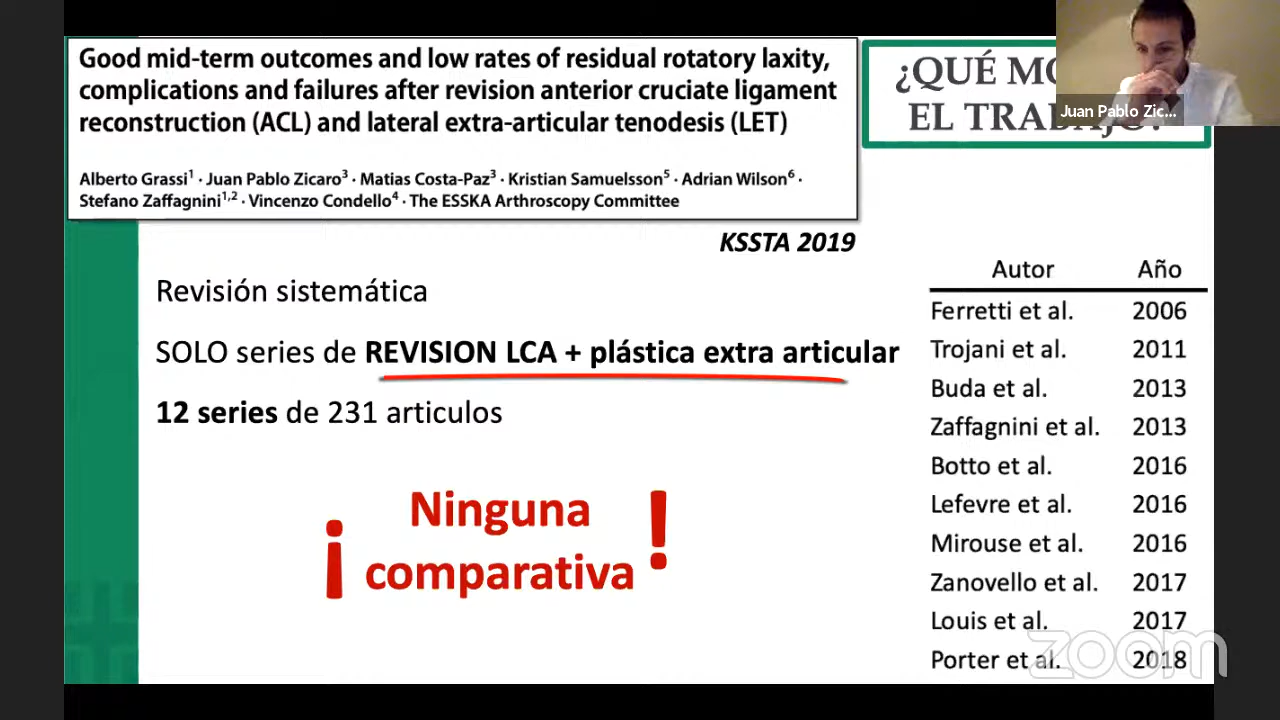 Good mid-term outcomes and low rates of residual rotatory laxity,
complications and failures after revision anterior cruciate ligament
reconstruction (ACL) and lateral extra-articular tenodesis (LET)
Alberto Grassi1 · Juan Pablo Zicaro3 · Matias Costa-Paz3 · Kristian Samuelsson5 · Adrian Wilson6 ·
Stefano Zaffagnini1,2 · Vincenzo Condello4 · The ESSKA Arthroscopy Committee
¿QUÉ
EL
Juan Pablo Zic...
KSSTA 2019
Revisión sistemática
SOLO series de REVISION LCA + plástica extra articular
12 series de 231 articulos
¡ Ninguna
comparativa !
Autor Año
Ferretti et al. 2006
Trojani et al. 2011
Buda et al. 2013
Zaffagnini et al. 2013
Botto et al. 2016
Lefevre et al. 2016
Mirouse et al. 2016
Zanovello et al. 2017
Louis et al. 2017
Porter et al. 2018
zoom